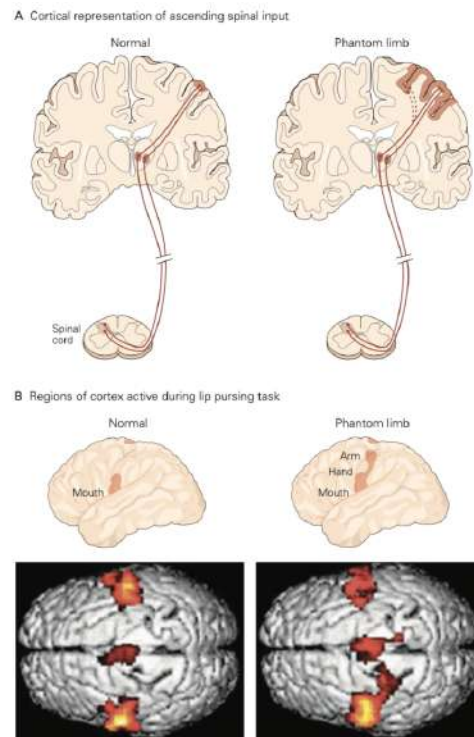 A Cortical representation of ascending spinal input
Normal
Phantom limb
Spinal
cord
B Regions of cortex active during lip pursing task
Normal
Phantom limb
Mouth
Arm
Hand
Mouth